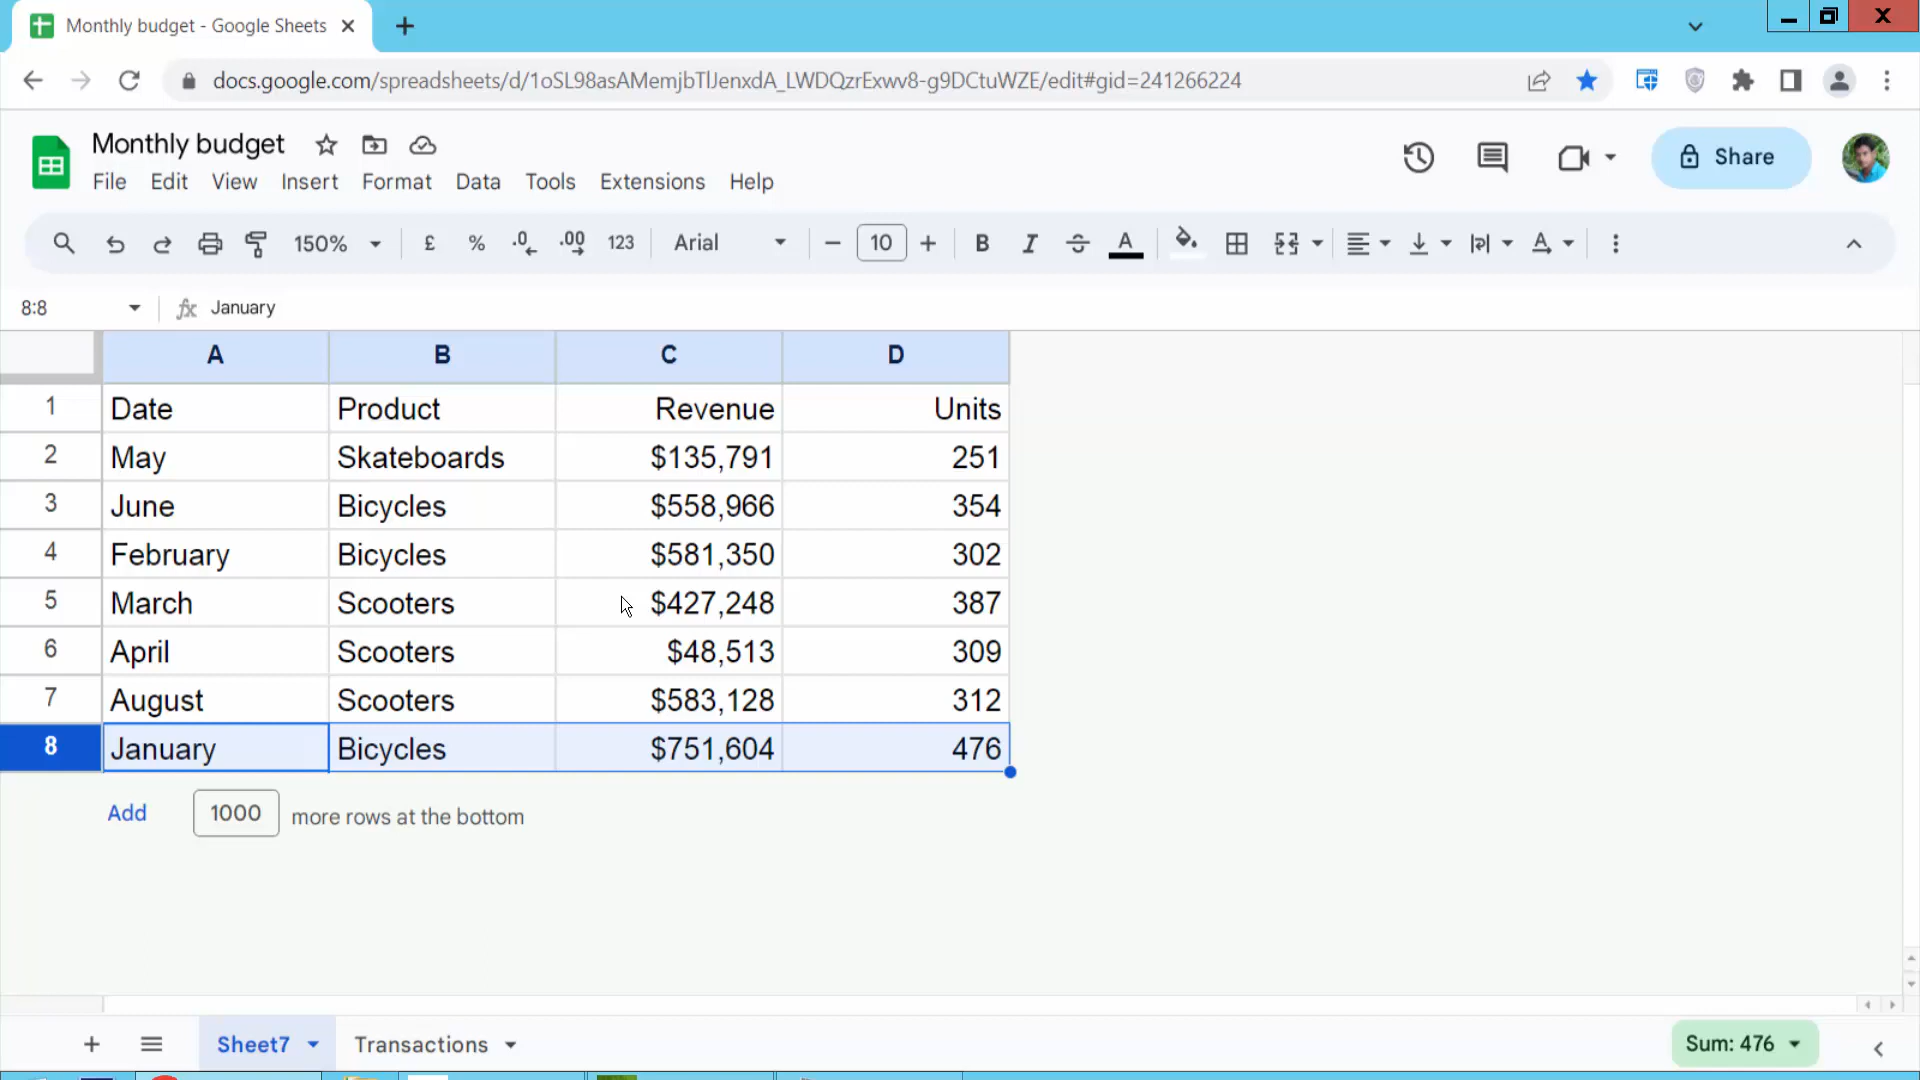 Monthly budget - Google Sheets
docs.google.com/spreadsheets/d/1oSL98asAMemjbTlJenxdA_LWDQzrExwv8-g9DCtuWZE/edit#gid=241266224
Monthly budget
Share
File Edit View Insert Format Data Tools Extensions Help
150% £ % .0 .00 123 Arial 10 B I A
8:8 fx January
A B C D
1 Date Product Revenue Units
2 May Skateboards $135,791 251
3 June Bicycles $558,966 354
4 February Bicycles $581,350 302
5 March Scooters $427,248 387
6 April Scooters $48,513 309
7 August Scooters $583,128 312
8 January Bicycles $751,604 476
Add 1000 more rows at the bottom
Sheet7 Transactions Sum: 476